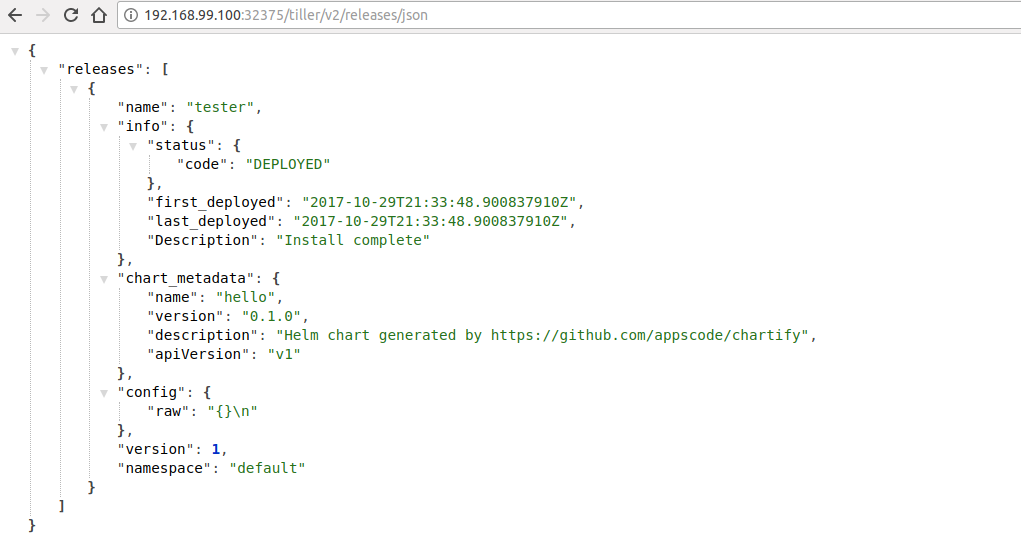 192.168.99.100:32375/tiller/v2/releases/json
{
"releases": [
{
"name": "tester",
"info": {
"status": {
"code": "DEPLOYED"
},
"first_deployed": "2017-10-29T21:33:48.900837910Z",
"last_deployed": "2017-10-29T21:33:48.900837910Z",
"Description": "Install complete"
},
"chart_metadata": {
"name": "hello",
"version": "0.1.0",
"description": "Helm chart generated by https://github.com/appscode/chartify",
"apiVersion": "v1"
},
"config": {
"raw": "{}\n"
},
"version": 1,
"namespace": "default"
}
]
}